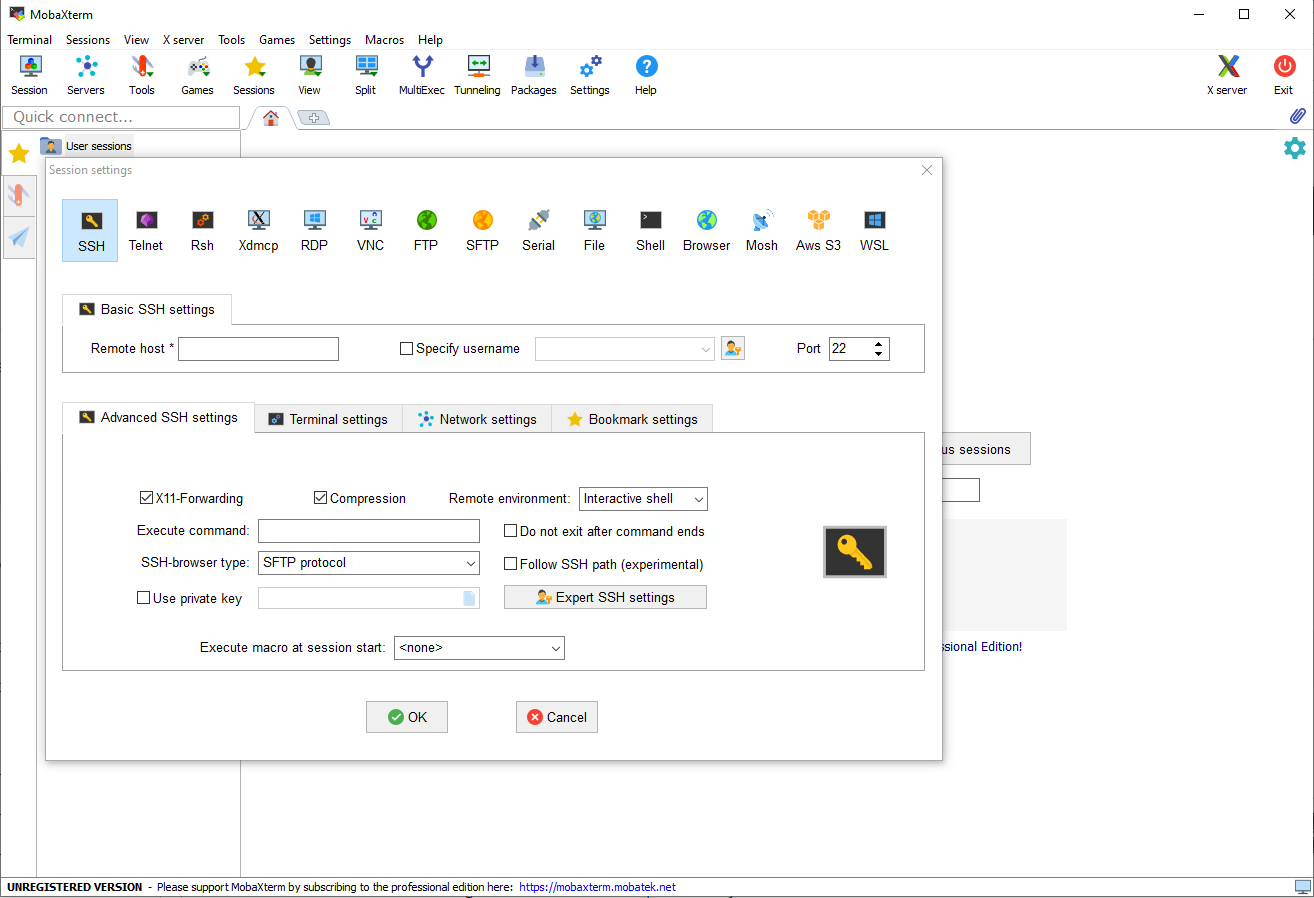 MobaXterm
Terminal Sessions View X server Tools Games Settings Macros Help
Session Servers Tools Games Sessions View Split MultiExec Tunneling Packages Settings Help X server Exit
Quick connect...
User sessions
Session settings
SSH Telnet Rsh Xdmcp RDP VNC FTP SFTP Serial File Shell Browser Mosh Aws S3 WSL
Basic SSH settings
Remote host * Specify username Port 22
Advanced SSH settings Terminal settings Network settings Bookmark settings
us sessions
X11-Forwarding Compression Remote environment: Interactive shell
Execute command: Do not exit after command ends
SSH-browser type: SFTP protocol Follow SSH path (experimental)
Use private key Expert SSH settings
Execute macro at session start: <none>
ssional Edition!
OK Cancel
UNREGISTERED VERSION - Please support MobaXterm by subscribing to the professional edition here: https://mobaxterm.mobatek.net